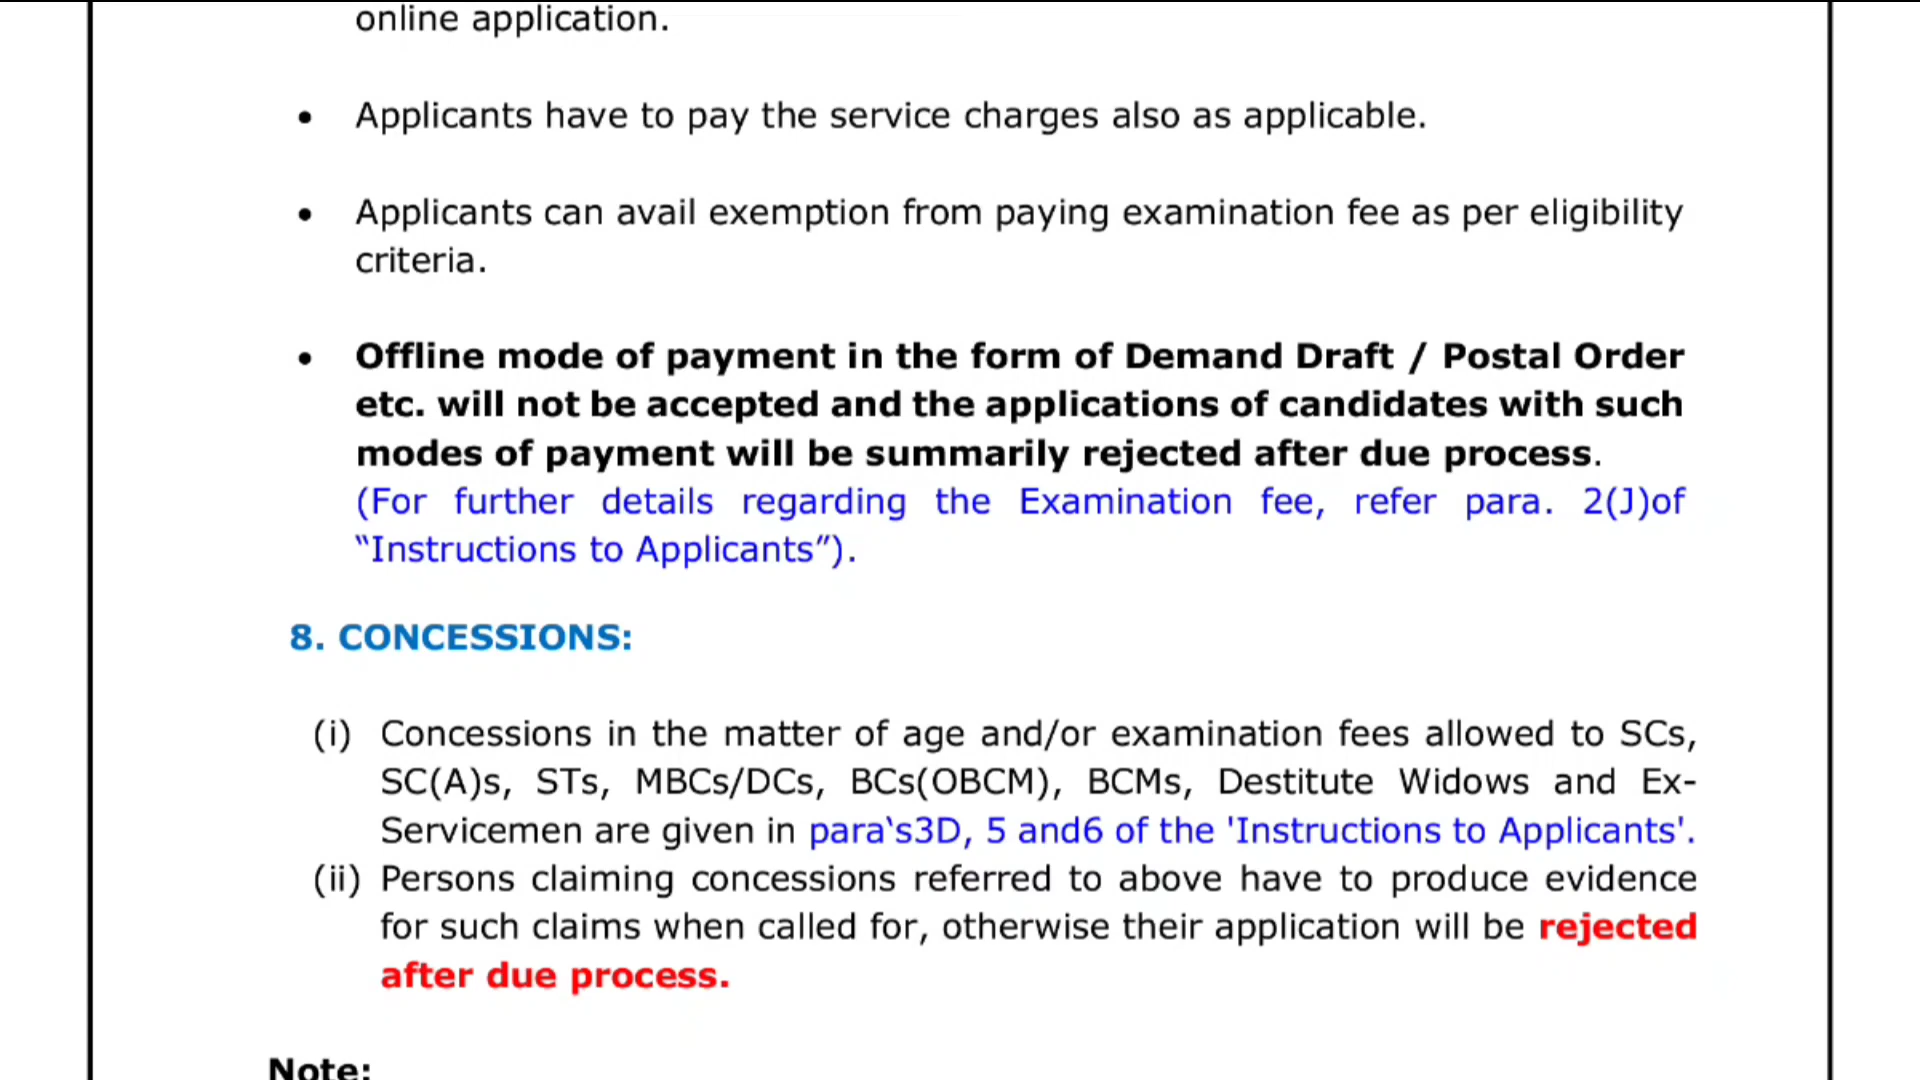 online application.
• Applicants have to pay the service charges also as applicable.
• Applicants can avail exemption from paying examination fee as per eligibility
criteria.
• Offline mode of payment in the form of Demand Draft / Postal Order
etc. will not be accepted and the applications of candidates with such
modes of payment will be summarily rejected after due process.
(For further details regarding the Examination fee, refer para. 2(J)of
“Instructions to Applicants”).
8. CONCESSIONS:
(i) Concessions in the matter of age and/or examination fees allowed to SCs,
SC(A)s, STs, MBCs/DCs, BCs(OBCM), BCMs, Destitute Widows and Ex-
Servicemen are given in para‛s3D, 5 and6 of the 'Instructions to Applicants'.
(ii) Persons claiming concessions referred to above have to produce evidence
for such claims when called for, otherwise their application will be rejected
after due process.
Note: